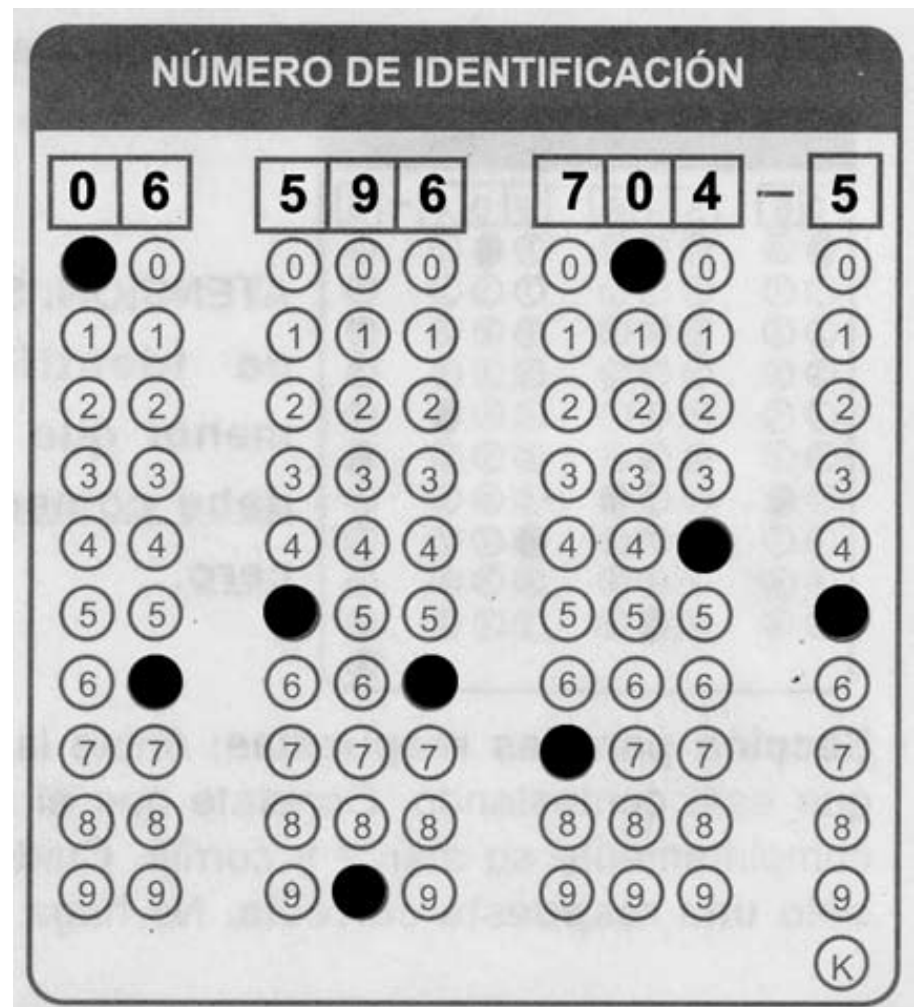 NÚMERO DE IDENTIFICACIÓN
0 6 5 9 6 7 0 4 – 5
0 0 0 0 0 0 0
1 1 1 1 1 1 1 1 1
2 2 2 2 2 2 2 2 2
3 3 3 3 3 3 3 3 3
4 4 4 4 4 4 4 4
5 5 5 5 5 5 5
6 6 6 6 6 6 6
7 7 7 7 7 7 7 7
8 8 8 8 8 8 8 8 8
9 9 9 9 9 9 9 9
K